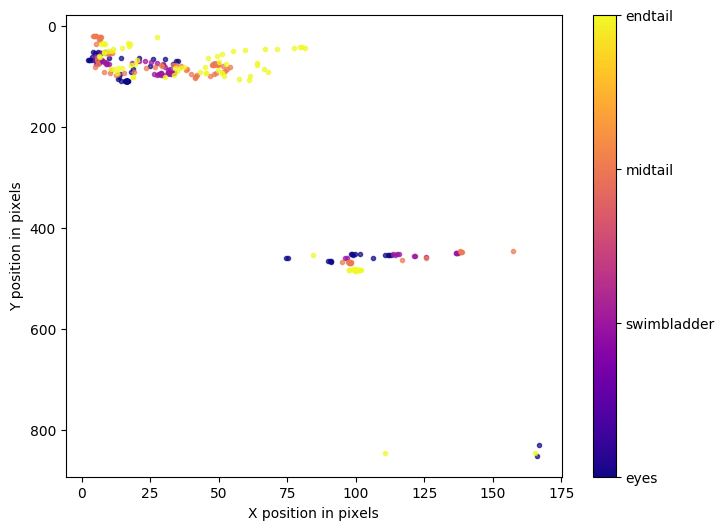 0
200
400
600
800
Y position in pixels
0
25
50
75
100
125
150
175
X position in pixels
endtail
midtail
swimbladder
eyes